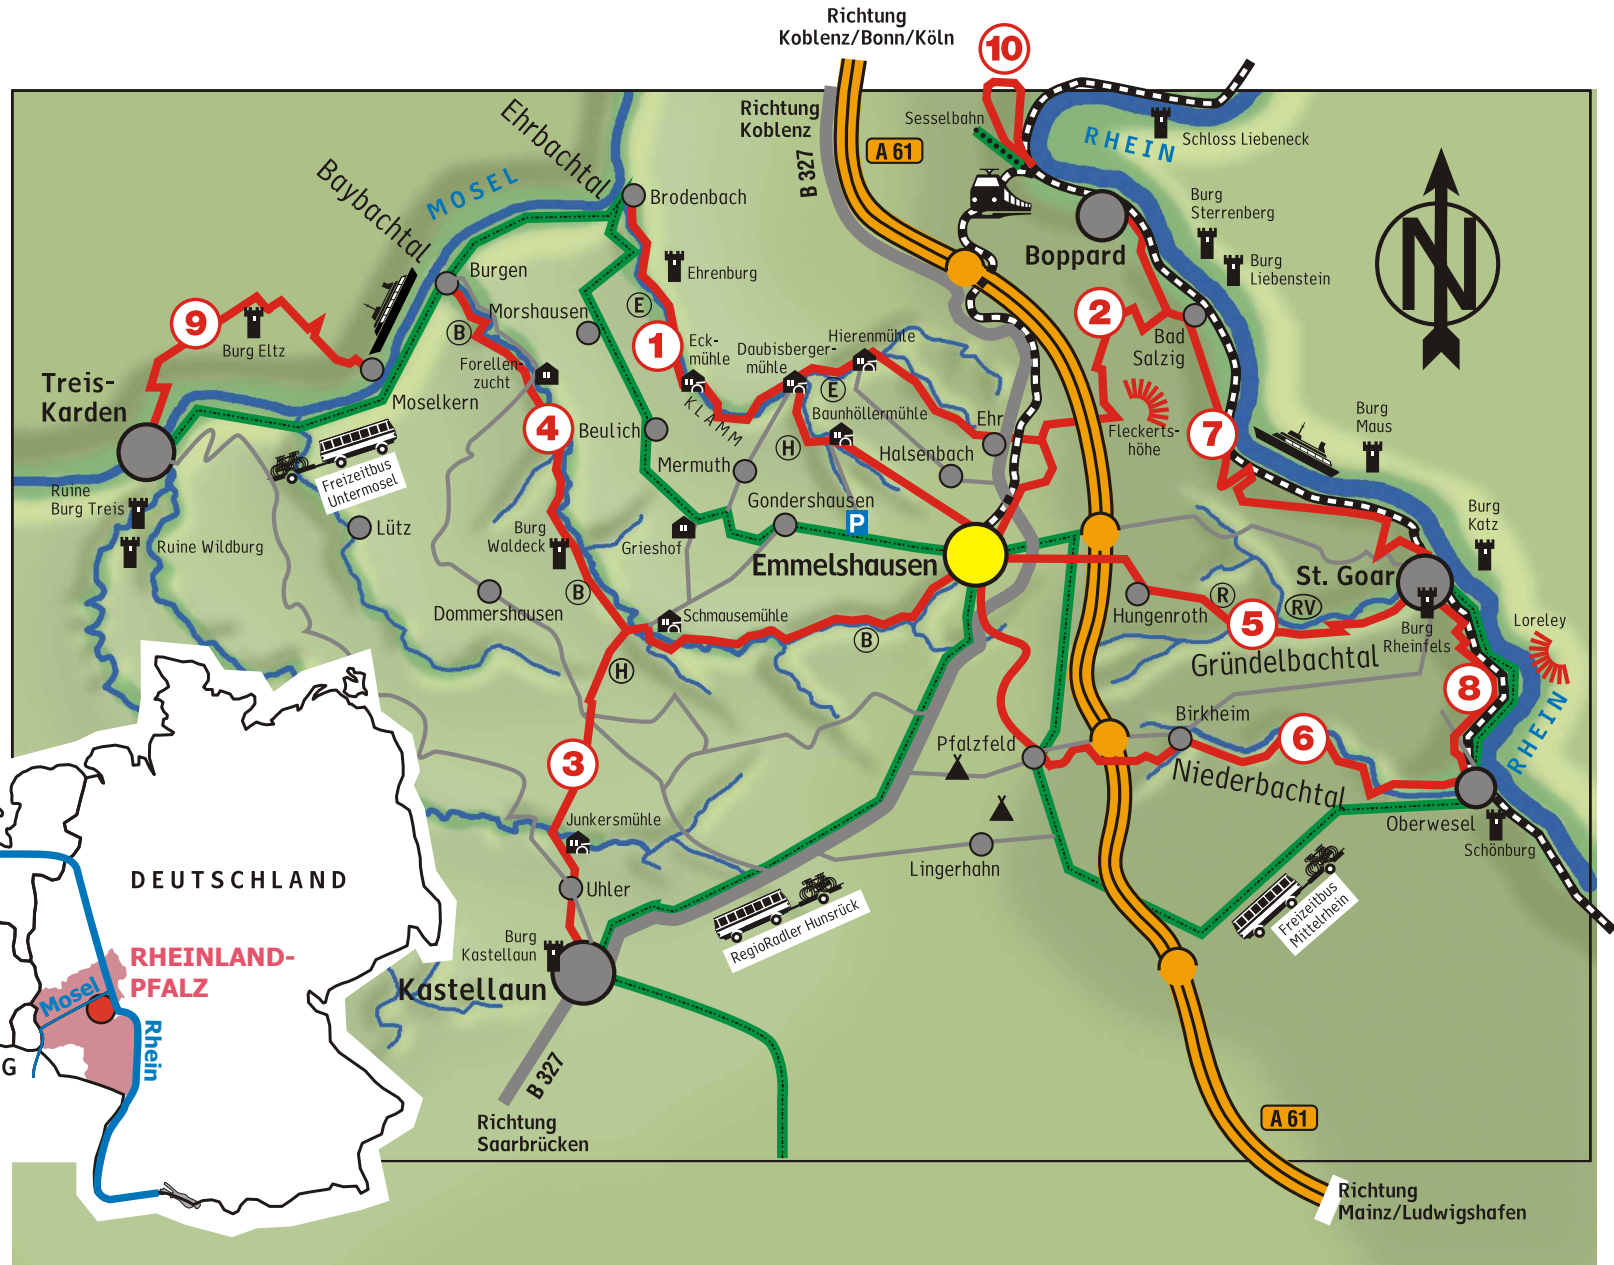 Richtung
Koblenz/Bonn/Köln
10
Richtung
Koblenz
B 327
A 61
Sesselbahn
RHEIN
Schloss Liebeneck
Ehrbachtal
Baybachtal
MOSEL
Brodenbach
Burg
Sterrenberg
Burg
Liebenstein
Boppard
N
Burgen
Ehrenburg
Morshausen
E
B
9
Burg Eltz
1
Eck-
mühle
Daubisberger-
mühle
Hierenmühle
2
Bad
Salzig
Forellen-
zucht
Treis-
Karden
Moselkern
KLAMM
E
Baunhöllermühle
Ehr
4
Beulich
H
Halsenbach
Fleckerts-
höhe
7
Burg
Maus
Freizeitbus
Untermosel
Mermuth
Gondershausen
P
Ruine
Burg Treis
Burg
Katz
Lütz
Burg
Waldeck
Grieshof
Ruine Wildburg
Emmelshausen
St. Goar
Dommershausen
B
Schmausemühle
Hungenroth
R
RV
5
Burg
Rheinfels
Loreley
B
H
Gründelbachtal
8
Birkheim
6
RHEIN
Pfalzfeld
3
Niederbachtal
Junkersmühle
Oberwesel
Schönburg
Lingerhahn
Uhler
DEUTSCHLAND
RegioRadler Hunsrück
Freizeitbus
Mittelrhein
Burg
Kastellaun
RHEINLAND-
PFALZ
Mosel
Kastellaun
Rhein
G
B 327
Richtung
Saarbrücken
A 61
Richtung
Mainz/Ludwigshafen